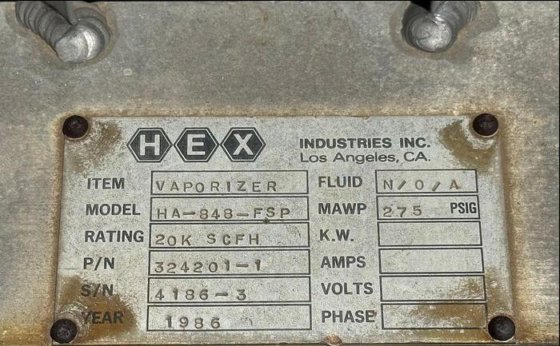 HEX
INDUSTRIES INC.
Los Angeles, CA.
ITEM VAPORIZER FLUID N/O/A
MODEL HA-848-FSP MAWP 275 PSIG
RATING 20K SCFH K.W.
P/N 324201-1 AMPS
S/N 4186-3 VOLTS
YEAR 1986 PHASE